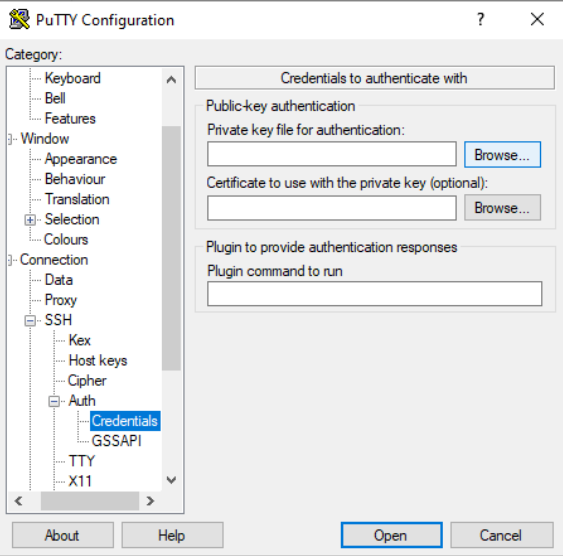 PuTTY Configuration
?
Category:
Keyboard
Bell
Features
Window
Appearance
Behaviour
Translation
Selection
Colours
Connection
Data
Proxy
SSH
Kex
Host keys
Cipher
Auth
Credentials
GSSAPI
TTY
X11
Credentials to authenticate with
Public-key authentication
Private key file for authentication:
Browse...
Certificate to use with the private key (optional):
Browse...
Plugin to provide authentication responses
Plugin command to run
About
Help
Open
Cancel